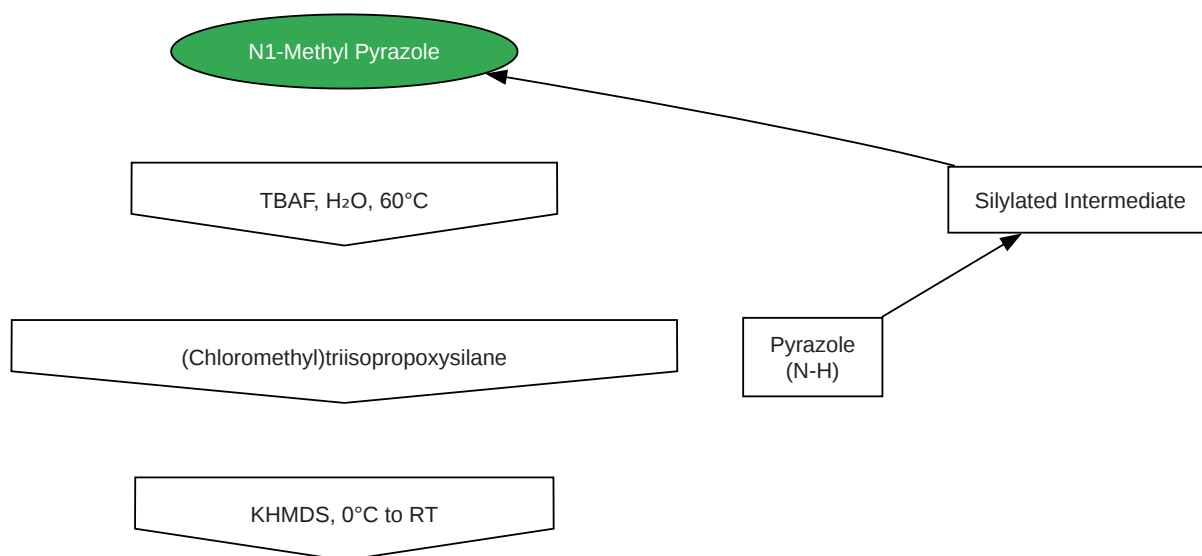 N1-Methyl Pyrazole
TBAF, H₂O, 60°C
Silylated Intermediate
(Chloromethyl)triisopropoxysilane
Pyrazole
(N-H)
KHMDS, 0°C to RT